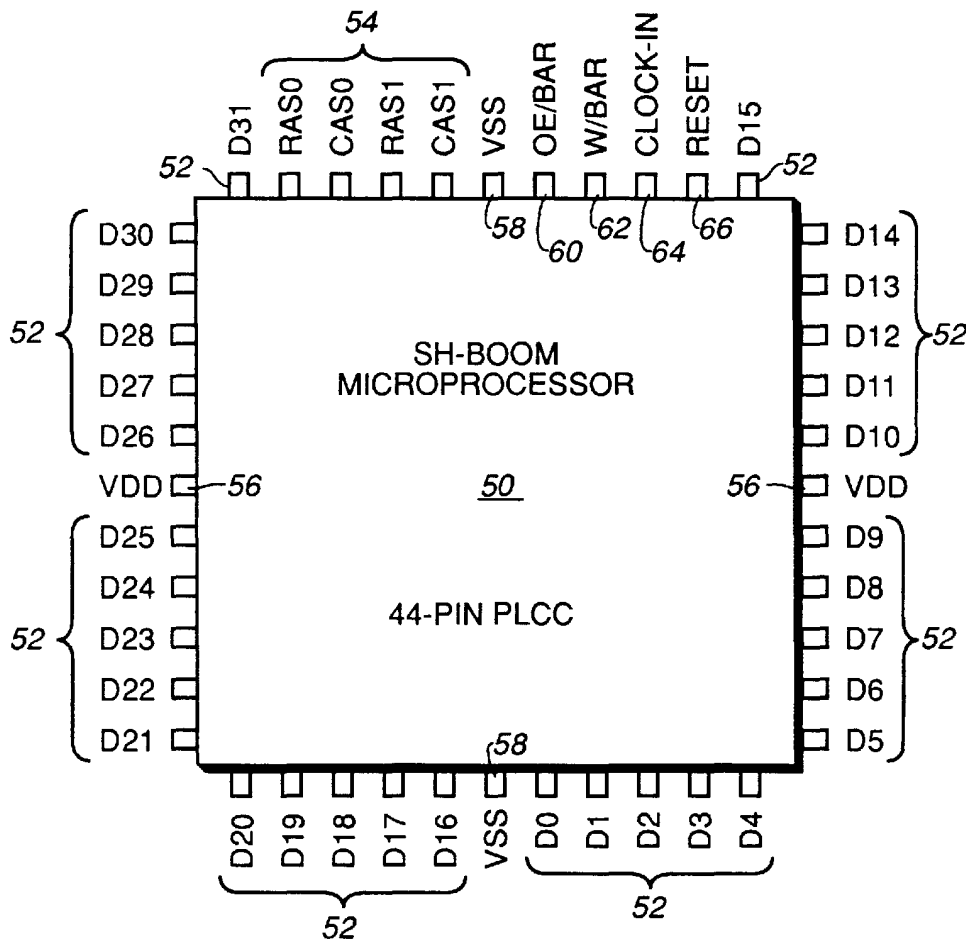 54
D31
RAS0
CAS0
RAS1
CAS1
VSS
OE/BAR
W/BAR
CLOCK-IN
RESET
D15
52
52
58
60
62
64
66
D30
D29
D28
D27
D26
52
VDD
56
D25
D24
D23
D22
D21
52
SH-BOOM
MICROPROCESSOR
50
44-PIN PLCC
D14
D13
D12
D11
D10
52
56
VDD
D9
D8
D7
D6
D5
52
58
D20
D19
D18
D17
D16
VSS
D0
D1
D2
D3
D4
52
52